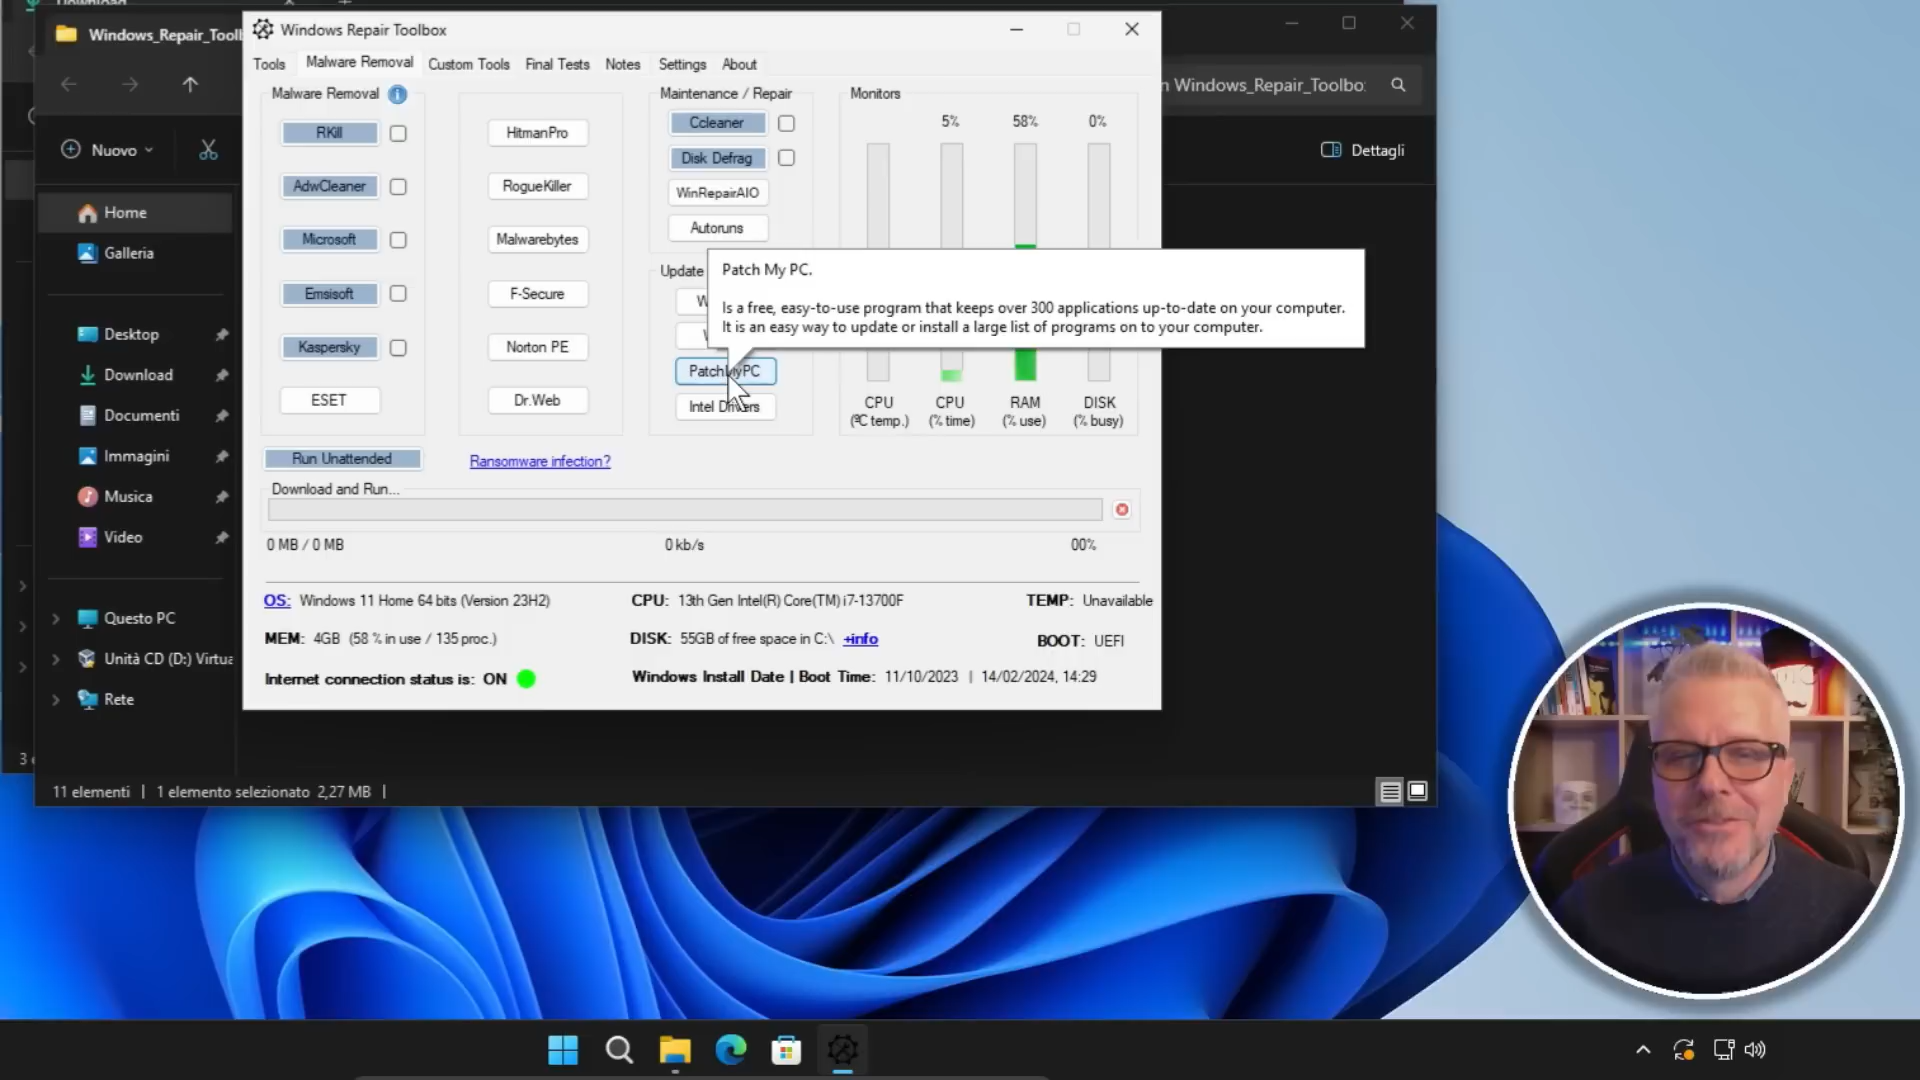 Download
Windows_Repair_Toolb
Windows Repair Toolbox
n Windows_Repair_Toolbo:
Tools
Malware Removal
Custom Tools
Final Tests
Notes
Settings
About
Nuovo
Dettagli
Home
Galleria
Desktop
Download
Documenti
Immagini
Musica
Video
Questo PC
Unità CD (D:) Virtua
Rete
Malware Removal
RKill
AdwCleaner
Microsoft
Emsisoft
Kaspersky
ESET
Run Unattended
HitmanPro
RogueKiller
Malwarebytes
F-Secure
Norton PE
Dr.Web
Ransomware infection?
Maintenance / Repair
Ccleaner
Disk Defrag
WinRepairAIO
Autoruns
Update
W
PatchMyPC
Intel Drivers
Patch My PC.
Is a free, easy-to-use program that keeps over 300 applications up-to-date on your computer.
It is an easy way to update or install a large list of programs on to your computer.
Monitors
5%
58%
0%
CPU
(ºC temp.)
CPU
(% time)
RAM
(% use)
DISK
(% busy)
Download and Run...
0 MB / 0 MB
0 kb/s
00%
OS: Windows 11 Home 64 bits (Version 23H2)
CPU: 13th Gen Intel(R) Core(TM) i7-13700F
TEMP: Unavailable
MEM: 4GB (58 % in use / 135 proc.)
DISK: 55GB of free space in C:\ +info
BOOT: UEFI
Internet connection status is: ON
Windows Install Date | Boot Time: 11/10/2023 | 14/02/2024, 14:29
11 elementi | 1 elemento selezionato 2,27 MB |